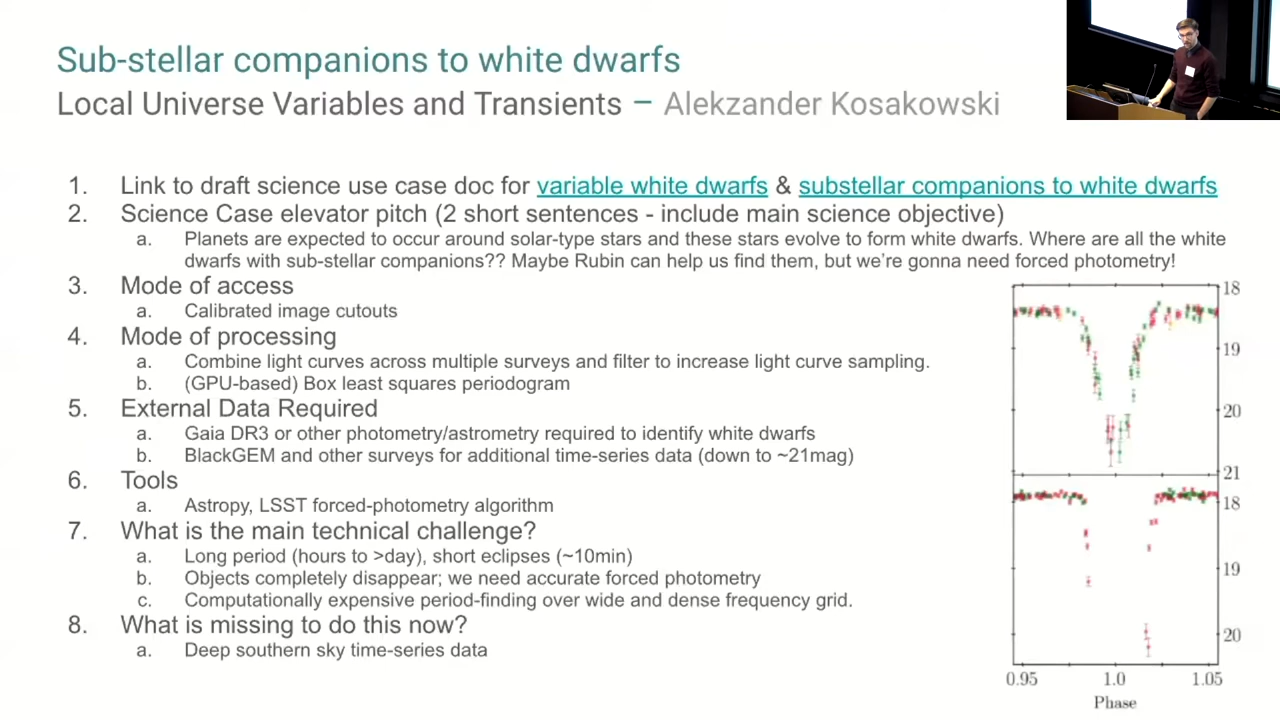 Sub-stellar companions to white dwarfs
Local Universe Variables and Transients – Alekzander Kosakowski
1. Link to draft science use case doc for variable white dwarfs & substellar companions to white dwarfs
2. Science Case elevator pitch (2 short sentences - include main science objective)
a. Planets are expected to occur around solar-type stars and these stars evolve to form white dwarfs. Where are all the white
dwarfs with sub-stellar companions?? Maybe Rubin can help us find them, but we're gonna need forced photometry!
3. Mode of access
a. Calibrated image cutouts
4. Mode of processing
a. Combine light curves across multiple surveys and filter to increase light curve sampling.
b. (GPU-based) Box least squares periodogram
5. External Data Required
a. Gaia DR3 or other photometry/astrometry required to identify white dwarfs
b. BlackGEM and other surveys for additional time-series data (down to ~21mag)
6. Tools
a. Astropy, LSST forced-photometry algorithm
7. What is the main technical challenge?
a. Long period (hours to >day), short eclipses (~10min)
b. Objects completely disappear; we need accurate forced photometry
c. Computationally expensive period-finding over wide and dense frequency grid.
8. What is missing to do this now?
a. Deep southern sky time-series data
18
19
20
21
18
19
20
0.95 1.0 1.05
Phase